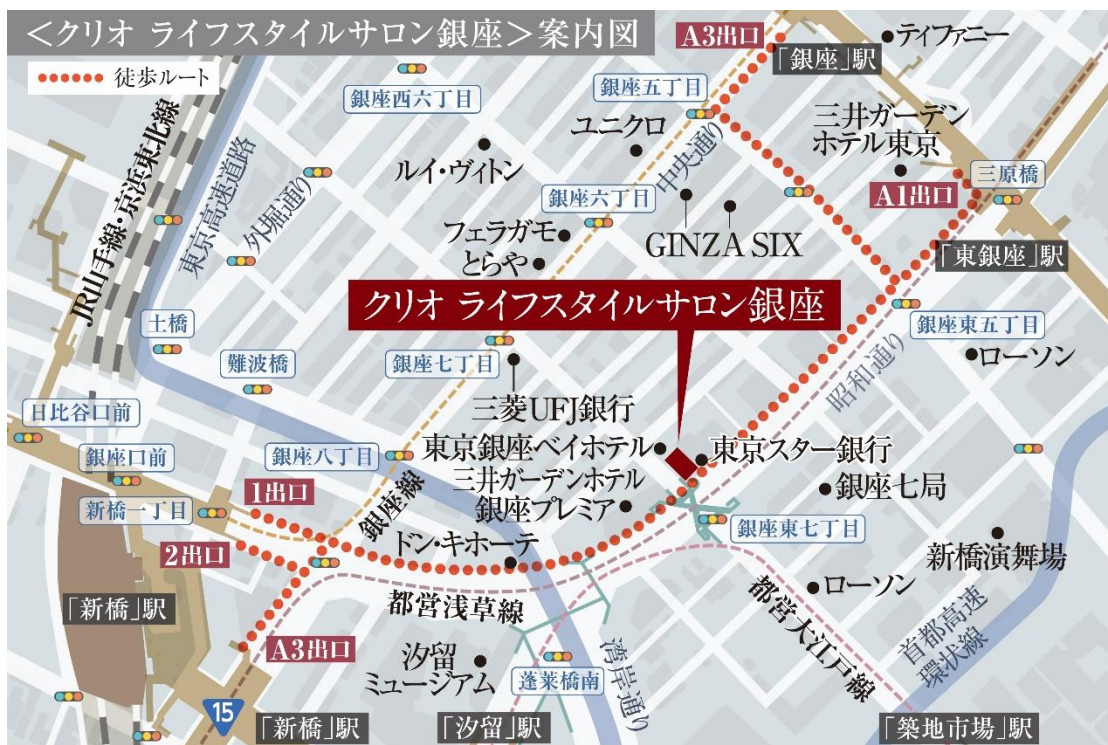 <クリオ ライフスタイルサロン銀座>案内図
徒歩ルート
A3出口
「銀座」駅
ティファニー
銀座西六丁目
銀座五丁目
ユニクロ
三井ガーデン
ホテル東京
ルイ・ヴィトン
中央通り
三原橋
A1出口
JR山手線・京浜東北線
東京高速道路
外堀通り
銀座六丁目
フェラガモ
とらや
GINZA SIX
「東銀座」駅
クリオ ライフスタイルサロン銀座
土橋
難波橋
銀座七丁目
昭和通り
銀座東五丁目
ローソン
三菱UFJ銀行
日比谷口前
銀座口前
銀座八丁目
東京銀座ベイホテル
東京スター銀行
三井ガーデンホテル
銀座プレミア
銀座七局
新橋一丁目
1出口
銀座線
銀座東七丁目
2出口
ドン・キホーテ
新橋演舞場
「新橋」駅
都営浅草線
ローソン
都営大江戸線
首都高速
環状線
A3出口
汐留
ミュージアム
蓬莱橋南
湾岸通り
15
「新橋」駅
「汐留」駅
「築地市場」駅